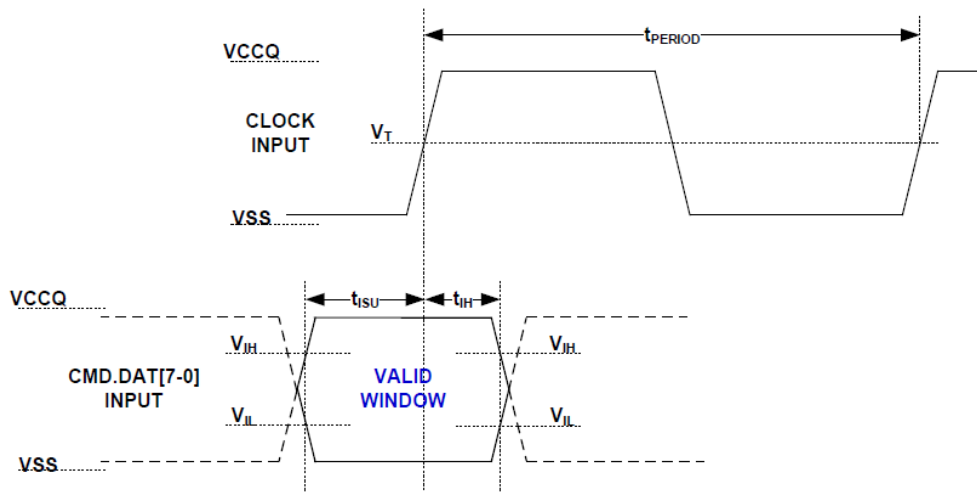 tPERIOD
VCCQ
CLOCK
INPUT
VT
VSS
VCCQ
tISU
tIH
VIH
VIH
CMD.DAT[7-0]
INPUT
VALID
WINDOW
VIL
VIL
VSS